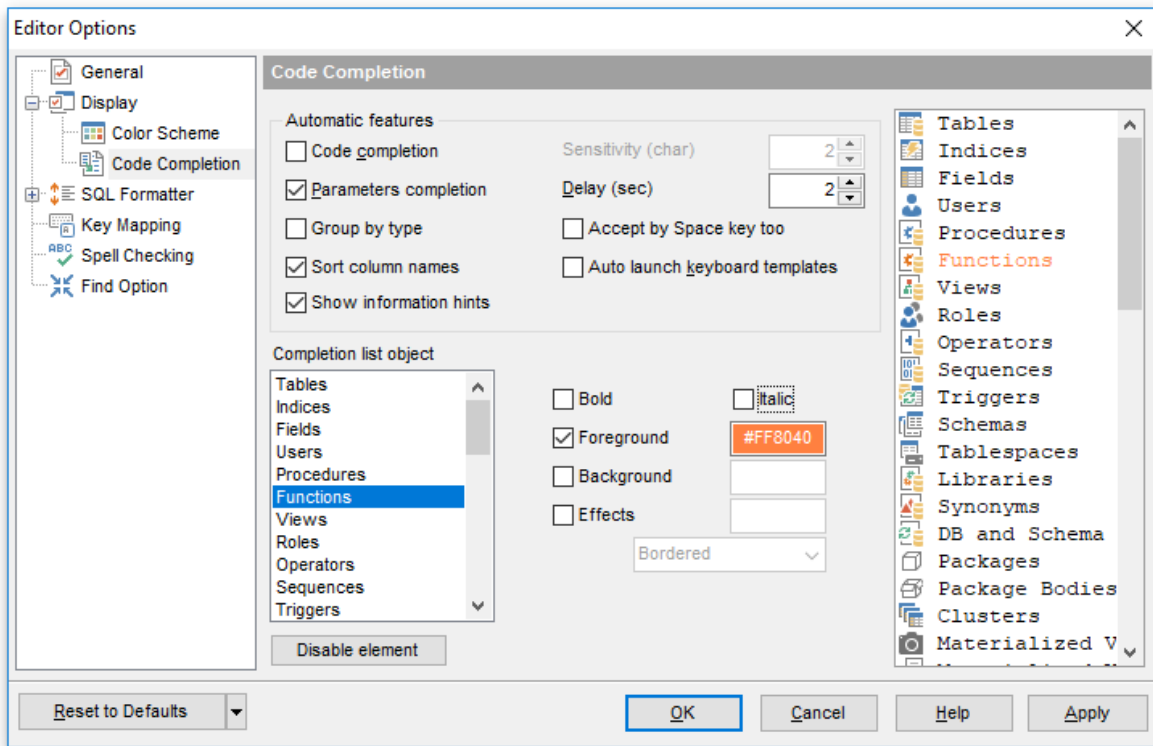 Editor Options
General
Display
Color Scheme
Code Completion
SQL Formatter
Key Mapping
ABC
Spell Checking
Find Option
Code Completion
Automatic features
Code completion
Sensitivity (char)
2
Parameters completion
Delay (sec)
2
Group by type
Accept by Space key too
Sort column names
Auto launch keyboard templates
Show information hints
Completion list object
Tables
Indices
Fields
Users
Procedures
Functions
Views
Roles
Operators
Sequences
Triggers
Disable element
Bold
Italic
Foreground
#FF8040
Background
Effects
Bordered
Tables
Indices
Fields
Users
Procedures
Functions
Views
Roles
Operators
Sequences
Triggers
Schemas
Tablespaces
Libraries
Synonyms
DB and Schema
Packages
Package Bodies
Clusters
Materialized V
Reset to Defaults
OK
Cancel
Help
Apply